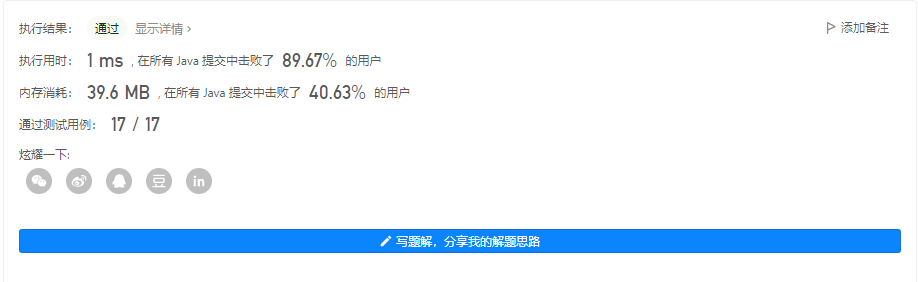 执行结果： 通过 显示详情 › 添加备注
执行用时： 1 ms , 在所有 Java 提交中击败了 89.67% 的用户
内存消耗： 39.6 MB , 在所有 Java 提交中击败了 40.63% 的用户
通过测试用例： 17 / 17
炫耀一下:
豆 in
写题解，分享我的解题思路